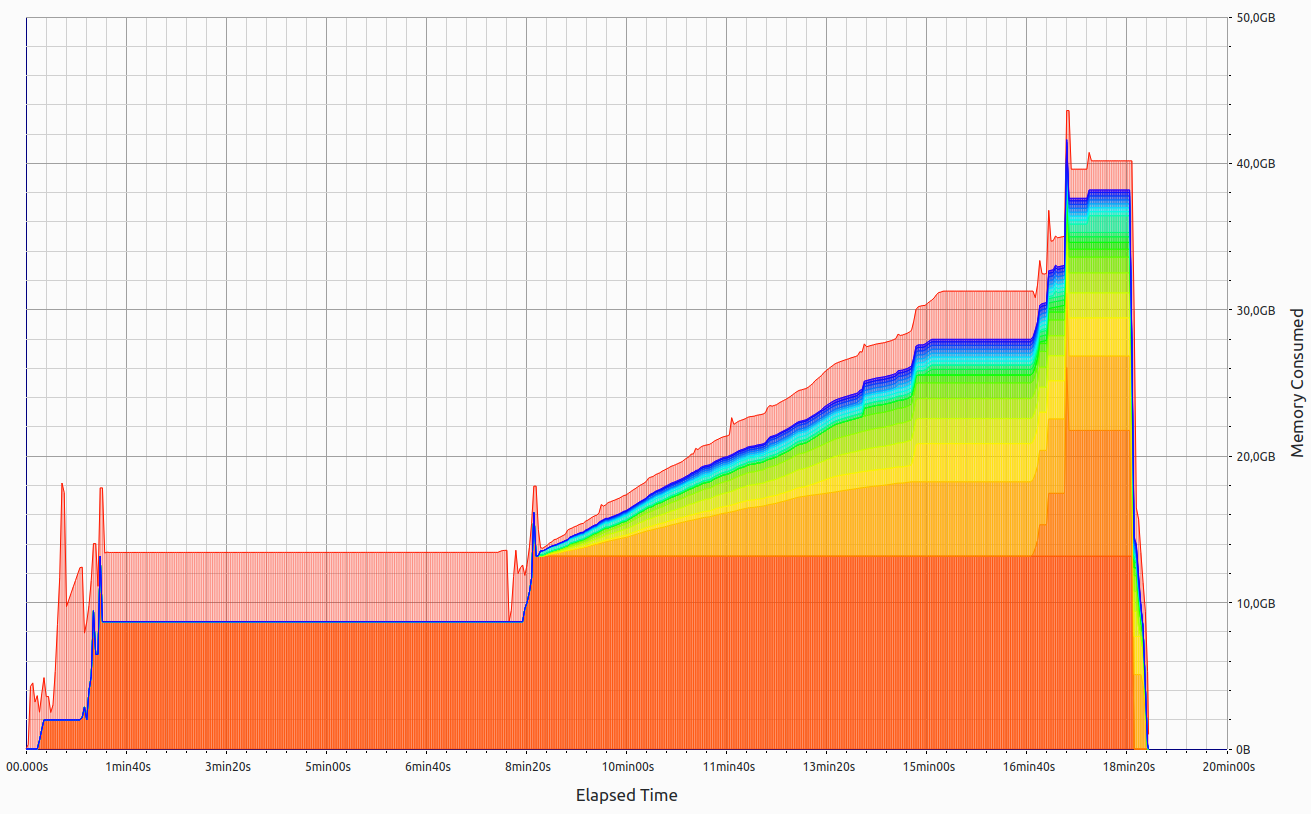 50,0GB
40,0GB
30,0GB
20,0GB
10,0GB
0B
Memory Consumed
00.000s 1min40s 3min20s 5min00s 6min40s 8min20s 10min00s 11min40s 13min20s 15min00s 16min40s 18min20s 20min00s
Elapsed Time